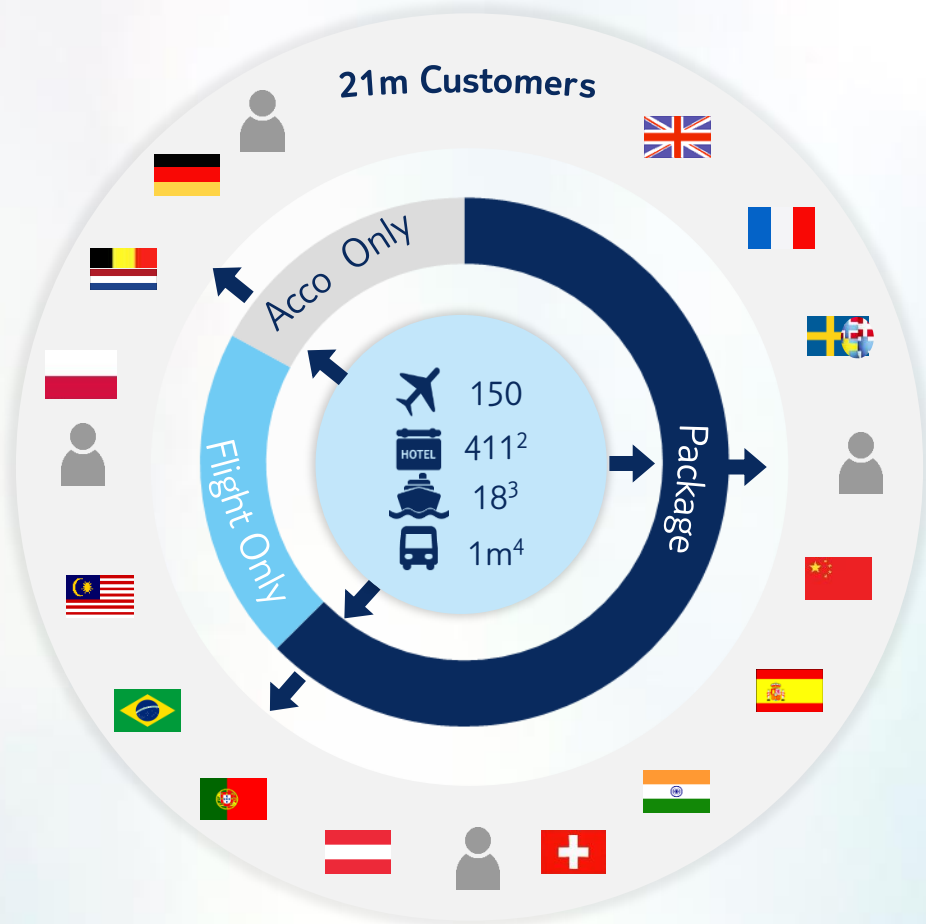 21m Customers
Acco Only
Flight Only
Package
150
HOTEL 411²
18³
1m⁴